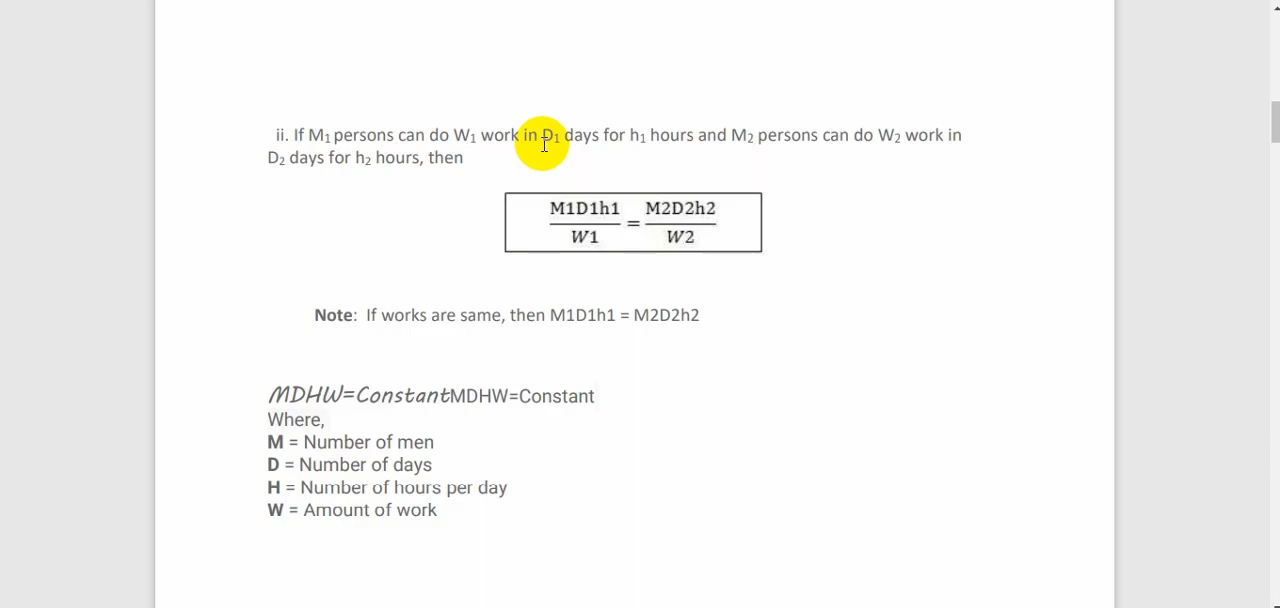 ii. If M₁ persons can do W₁ work in D₁ days for h₁ hours and M₂ persons can do W₂ work in
D₂ days for h₂ hours, then
M1D1h1/W1 = M2D2h2/W2
Note: If works are same, then M1D1h1 = M2D2h2
MDHW=ConstantMDHW=Constant
Where,
M = Number of men
D = Number of days
H = Number of hours per day
W = Amount of work